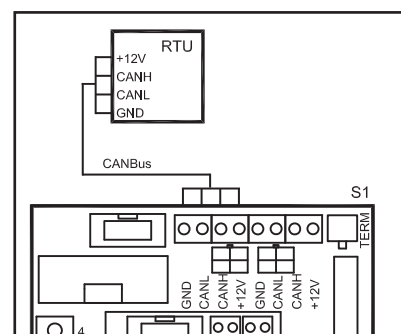 RTU
+12V
CANH
CANL
GND
CANBus
S1
TERM
GND
CANL
CANH
+12V
GND
CANL
CANH
+12V
4